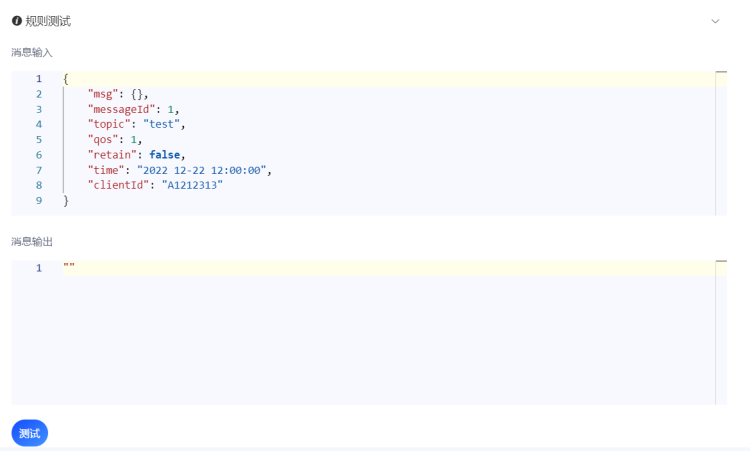 规则测试
消息输入
1 {
2 "msg": {},
3 "messageId": 1,
4 "topic": "test",
5 "qos": 1,
6 "retain": false,
7 "time": "2022 12-22 12:00:00",
8 "clientId": "A1212313"
9 }
消息输出
1 ""
测试